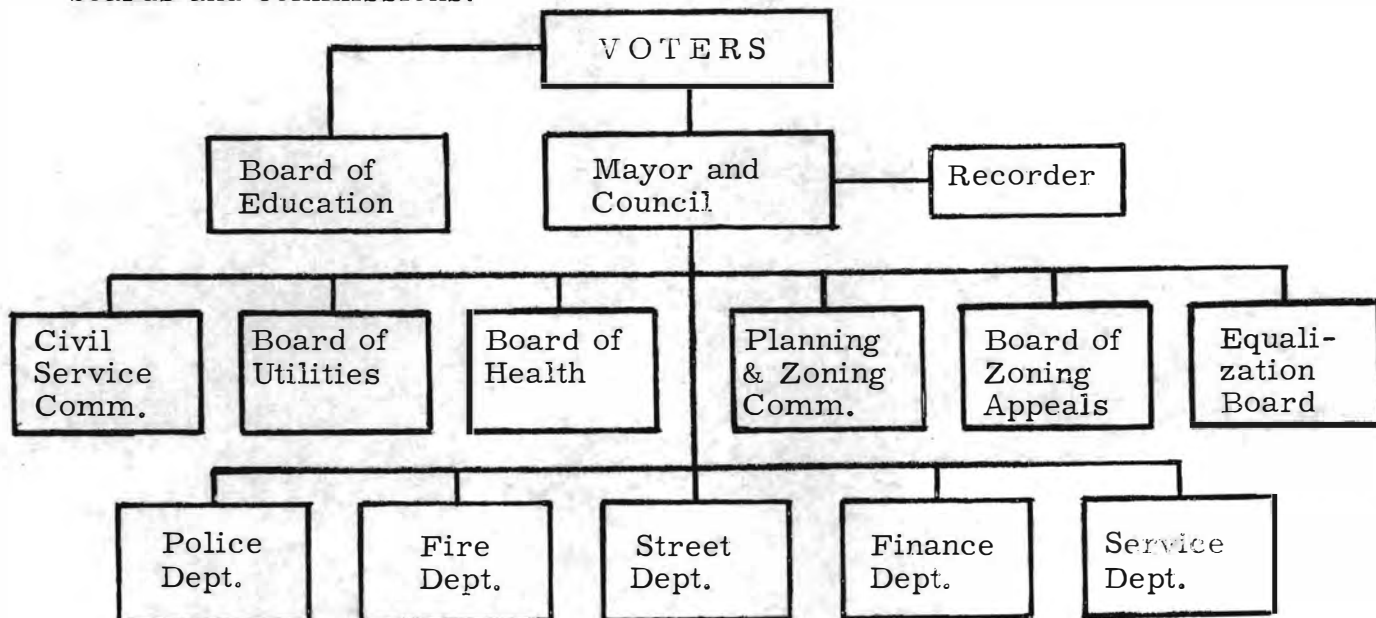 VOTERS
Board of
Education
Mayor and
Council
Recorder
Civil
Service
Comm.
Board of
Utilities
Board of
Health
Planning
& Zoning
Comm.
Board of
Zoning
Appeals
Equali-
zation
Board
Police
Dept.
Fire
Dept.
Street
Dept.
Finance
Dept.
Service
Dept.